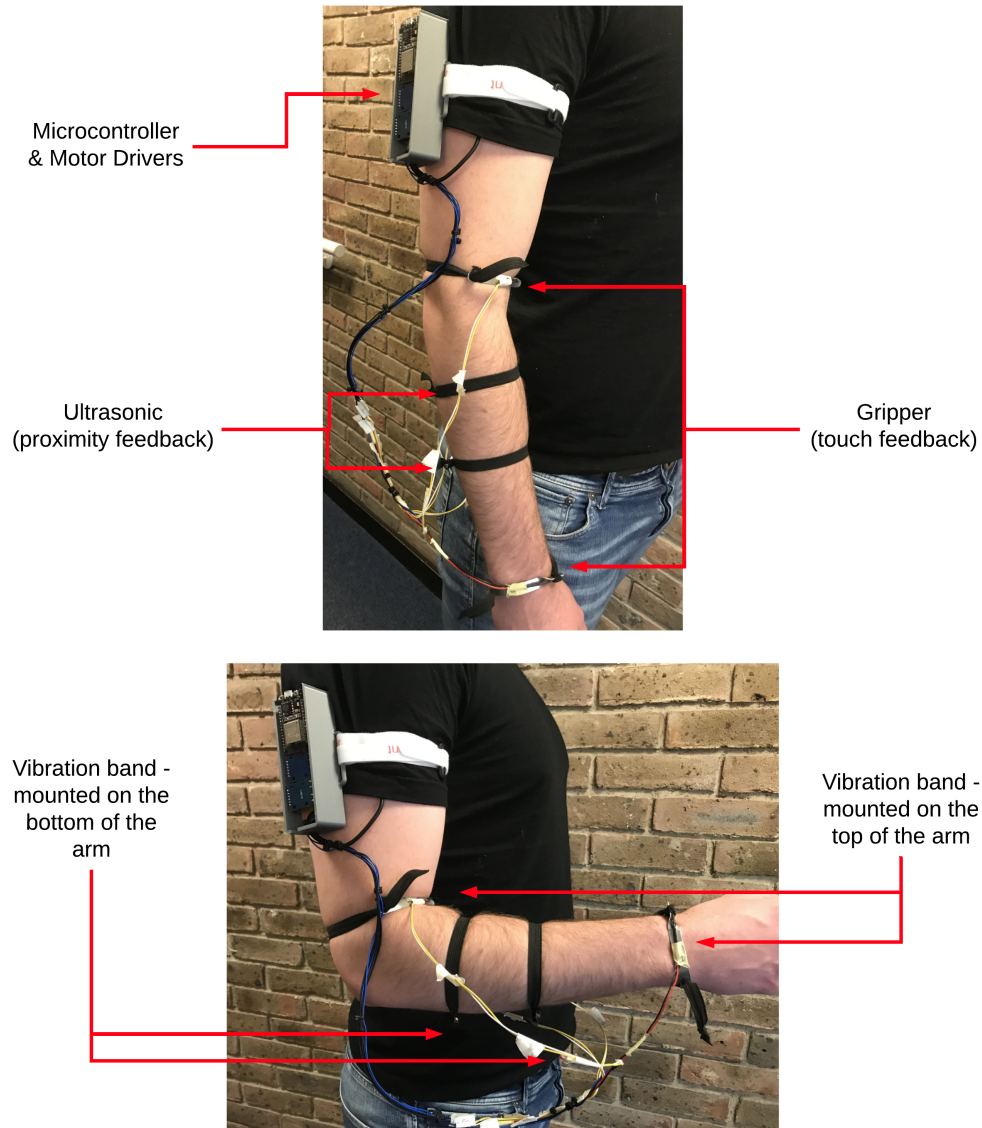 Microcontroller
& Motor Drivers
Ultrasonic
(proximity feedback)
Gripper
(touch feedback)
Vibration band -
mounted on the
bottom of the
arm
Vibration band -
mounted on the
top of the arm